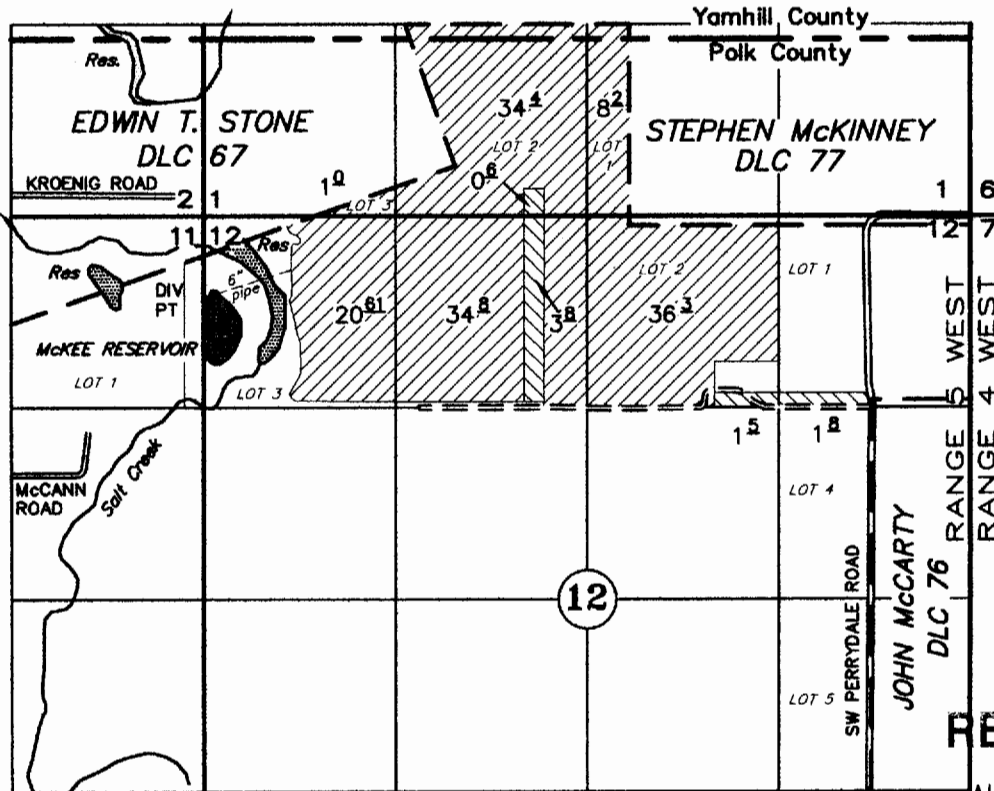 Yamhill County
Polk County
Res.
EDWIN T. STONE
DLC 67
34 4
8 2
LOT 2
LOT
1
STEPHEN McKINNEY
DLC 77
KROENIG ROAD
1 0
LOT 3
0 6
2 1
1 6
11 12
12 7
Res
Res
6"
pipe
DIV
PT
McKEE RESERVOIR
LOT 1
LOT 3
20 61
34 8
3 8
LOT 2
36 3
LOT 1
1 5
1 8
McCANN
ROAD
Salt Creek
LOT 4
12
LOT 5
SW PERRYDALE ROAD
JOHN McCARTY
DLC 76
RANGE 5 WEST
RANGE 4 WEST